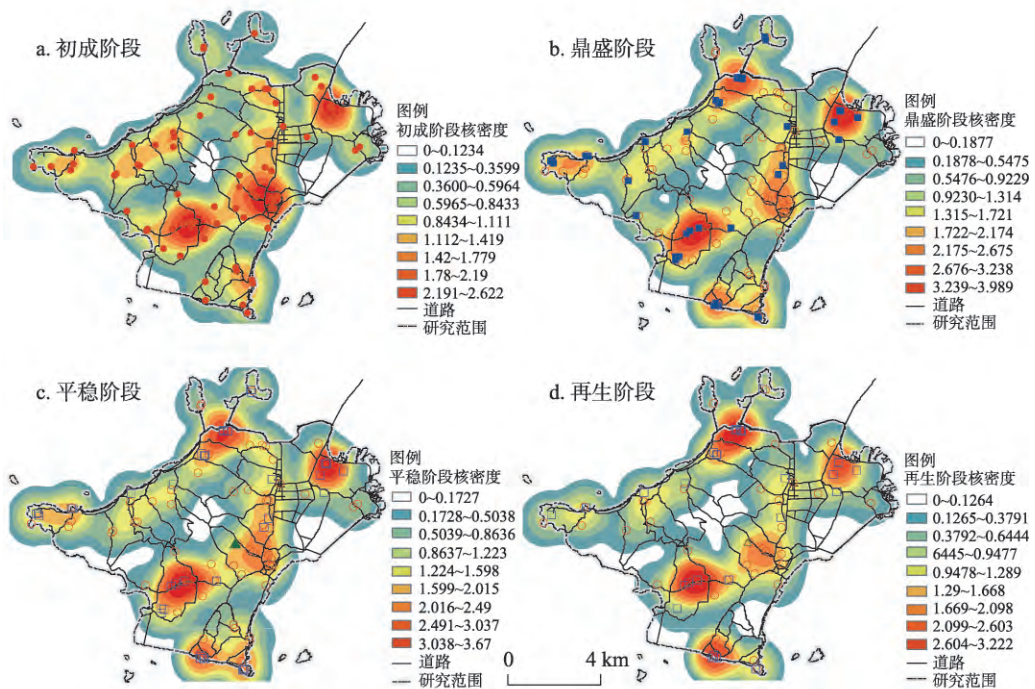 a. 初成阶段
图例
初成阶段核密度
0~0.1234
0.1235~0.3599
0.3600~0.5964
0.5965~0.8433
0.8434~1.111
1.112~1.419
1.42~1.779
1.78~2.19
2.191~2.622
道路
研究范围
b. 鼎盛阶段
图例
鼎盛阶段核密度
0~0.1877
0.1878~0.5475
0.5476~0.9229
0.9230~1.314
1.315~1.721
1.722~2.174
2.175~2.675
2.676~3.238
3.239~3.989
道路
研究范围
c. 平稳阶段
图例
平稳阶段核密度
0~0.1727
0.1728~0.5038
0.5039~0.8636
0.8637~1.223
1.224~1.598
1.599~2.015
2.016~2.49
2.491~3.037
3.038~3.67
道路
研究范围
d. 再生阶段
图例
再生阶段核密度
0~0.1264
0.1265~0.3791
0.3792~0.6444
6445~0.9477
0.9478~1.289
1.29~1.668
1.669~2.098
2.099~2.603
2.604~3.222
道路
研究范围
0 4 km